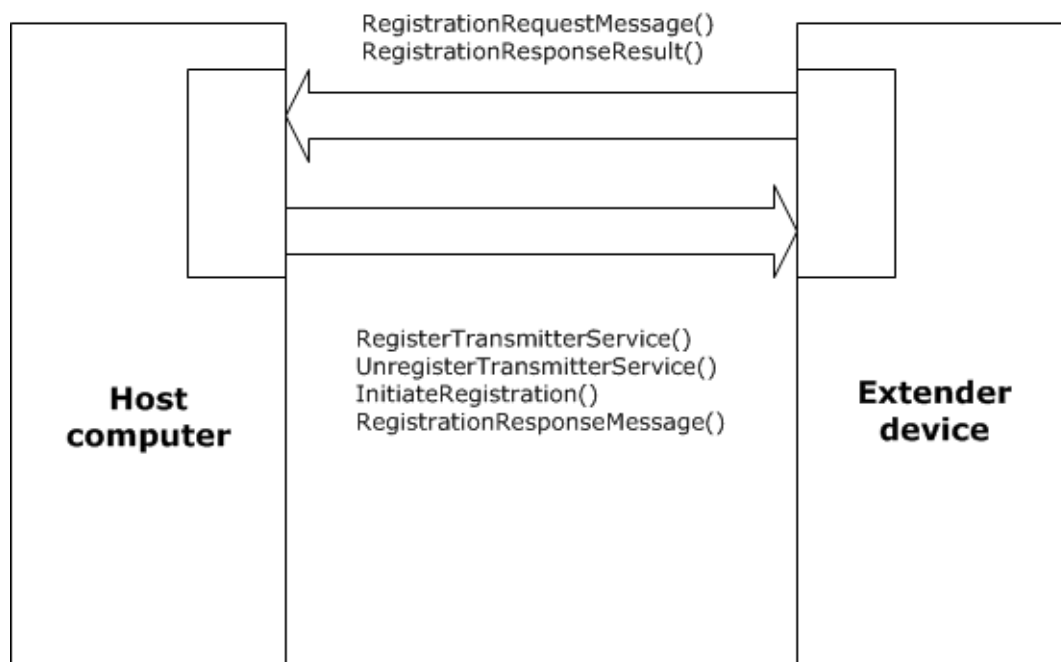 RegistrationRequestMessage()
RegistrationResponseResult()
RegisterTransmitterService()
UnregisterTransmitterService()
InitiateRegistration()
RegistrationResponseMessage()
Host
computer
Extender
device